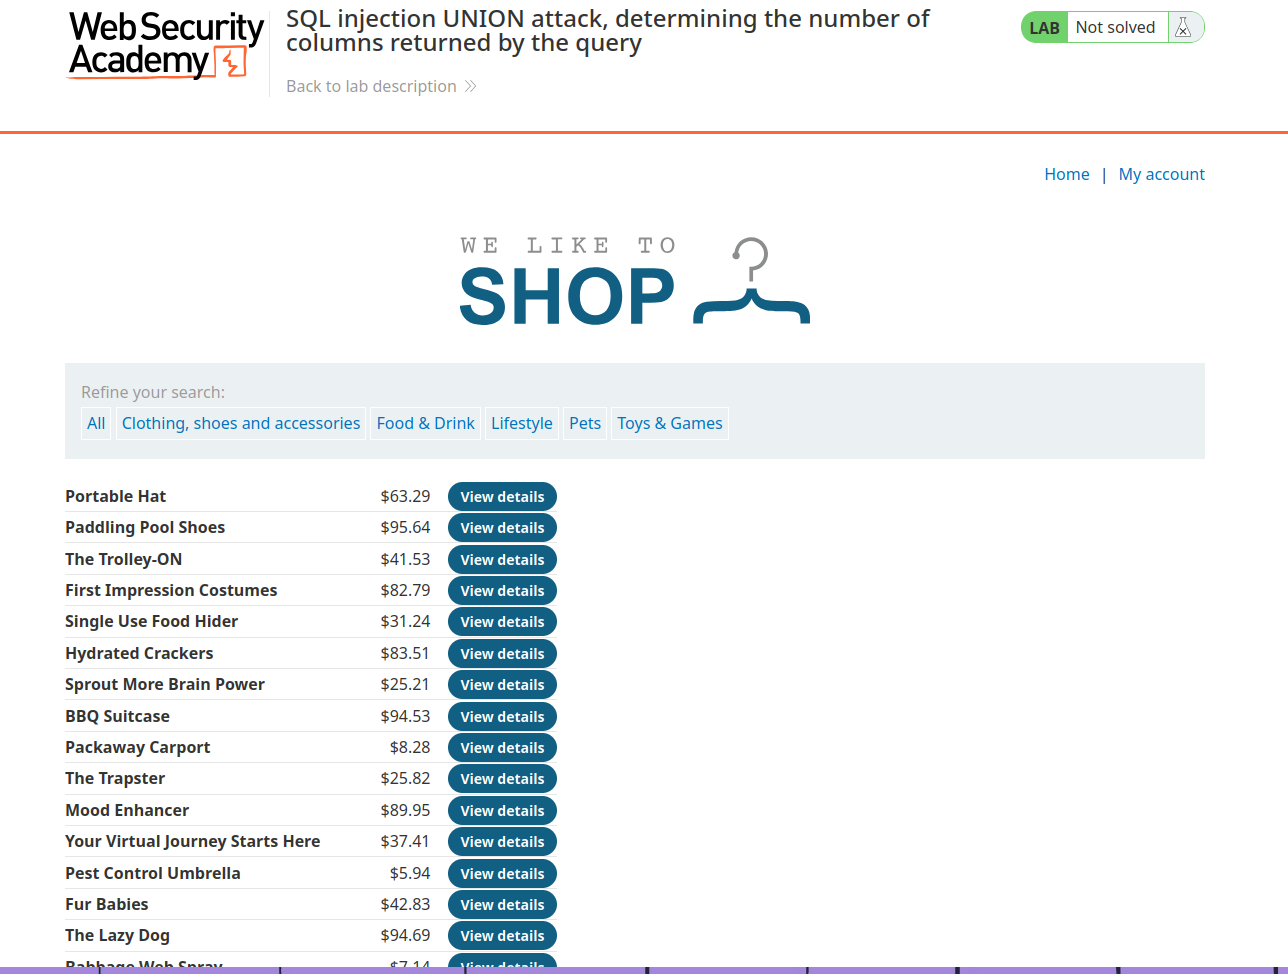 Web Security
Academy
SQL injection UNION attack, determining the number of
columns returned by the query
Back to lab description
LAB Not solved
Home | My account
WE LIKE TO
SHOP
Refine your search:
All Clothing, shoes and accessories Food & Drink Lifestyle Pets Toys & Games
Portable Hat $63.29 View details
Paddling Pool Shoes $95.64 View details
The Trolley-ON $41.53 View details
First Impression Costumes $82.79 View details
Single Use Food Hider $31.24 View details
Hydrated Crackers $83.51 View details
Sprout More Brain Power $25.21 View details
BBQ Suitcase $94.53 View details
Packaway Carport $8.28 View details
The Trapster $25.82 View details
Mood Enhancer $89.95 View details
Your Virtual Journey Starts Here $37.41 View details
Pest Control Umbrella $5.94 View details
Fur Babies $42.83 View details
The Lazy Dog $94.69 View details
Babbage Web Spray $7.14 View details